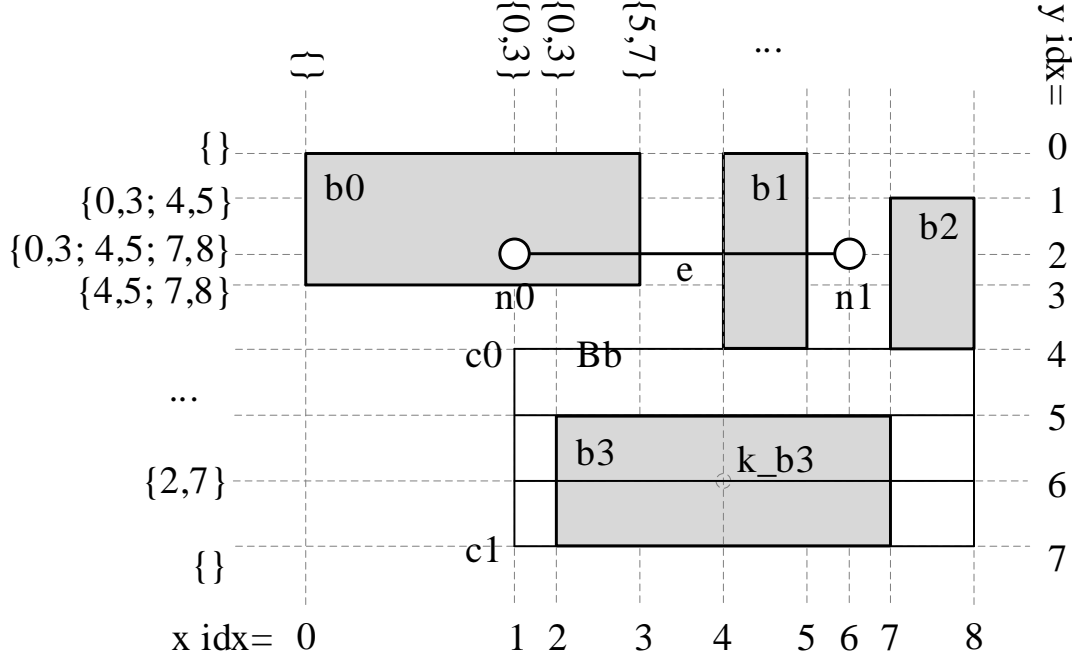 {}
{0,3}
{0,3}
{5,7}
...
y idx=
{}
0
{0,3; 4,5}
1
{0,3; 4,5; 7,8}
2
{4,5; 7,8}
3
b0
b1
b2
e
n0
n1
c0
Bb
4
...
5
b3
k_b3
{2,7}
6
c1
{}
7
x idx= 0 1 2 3 4 5 6 7 8